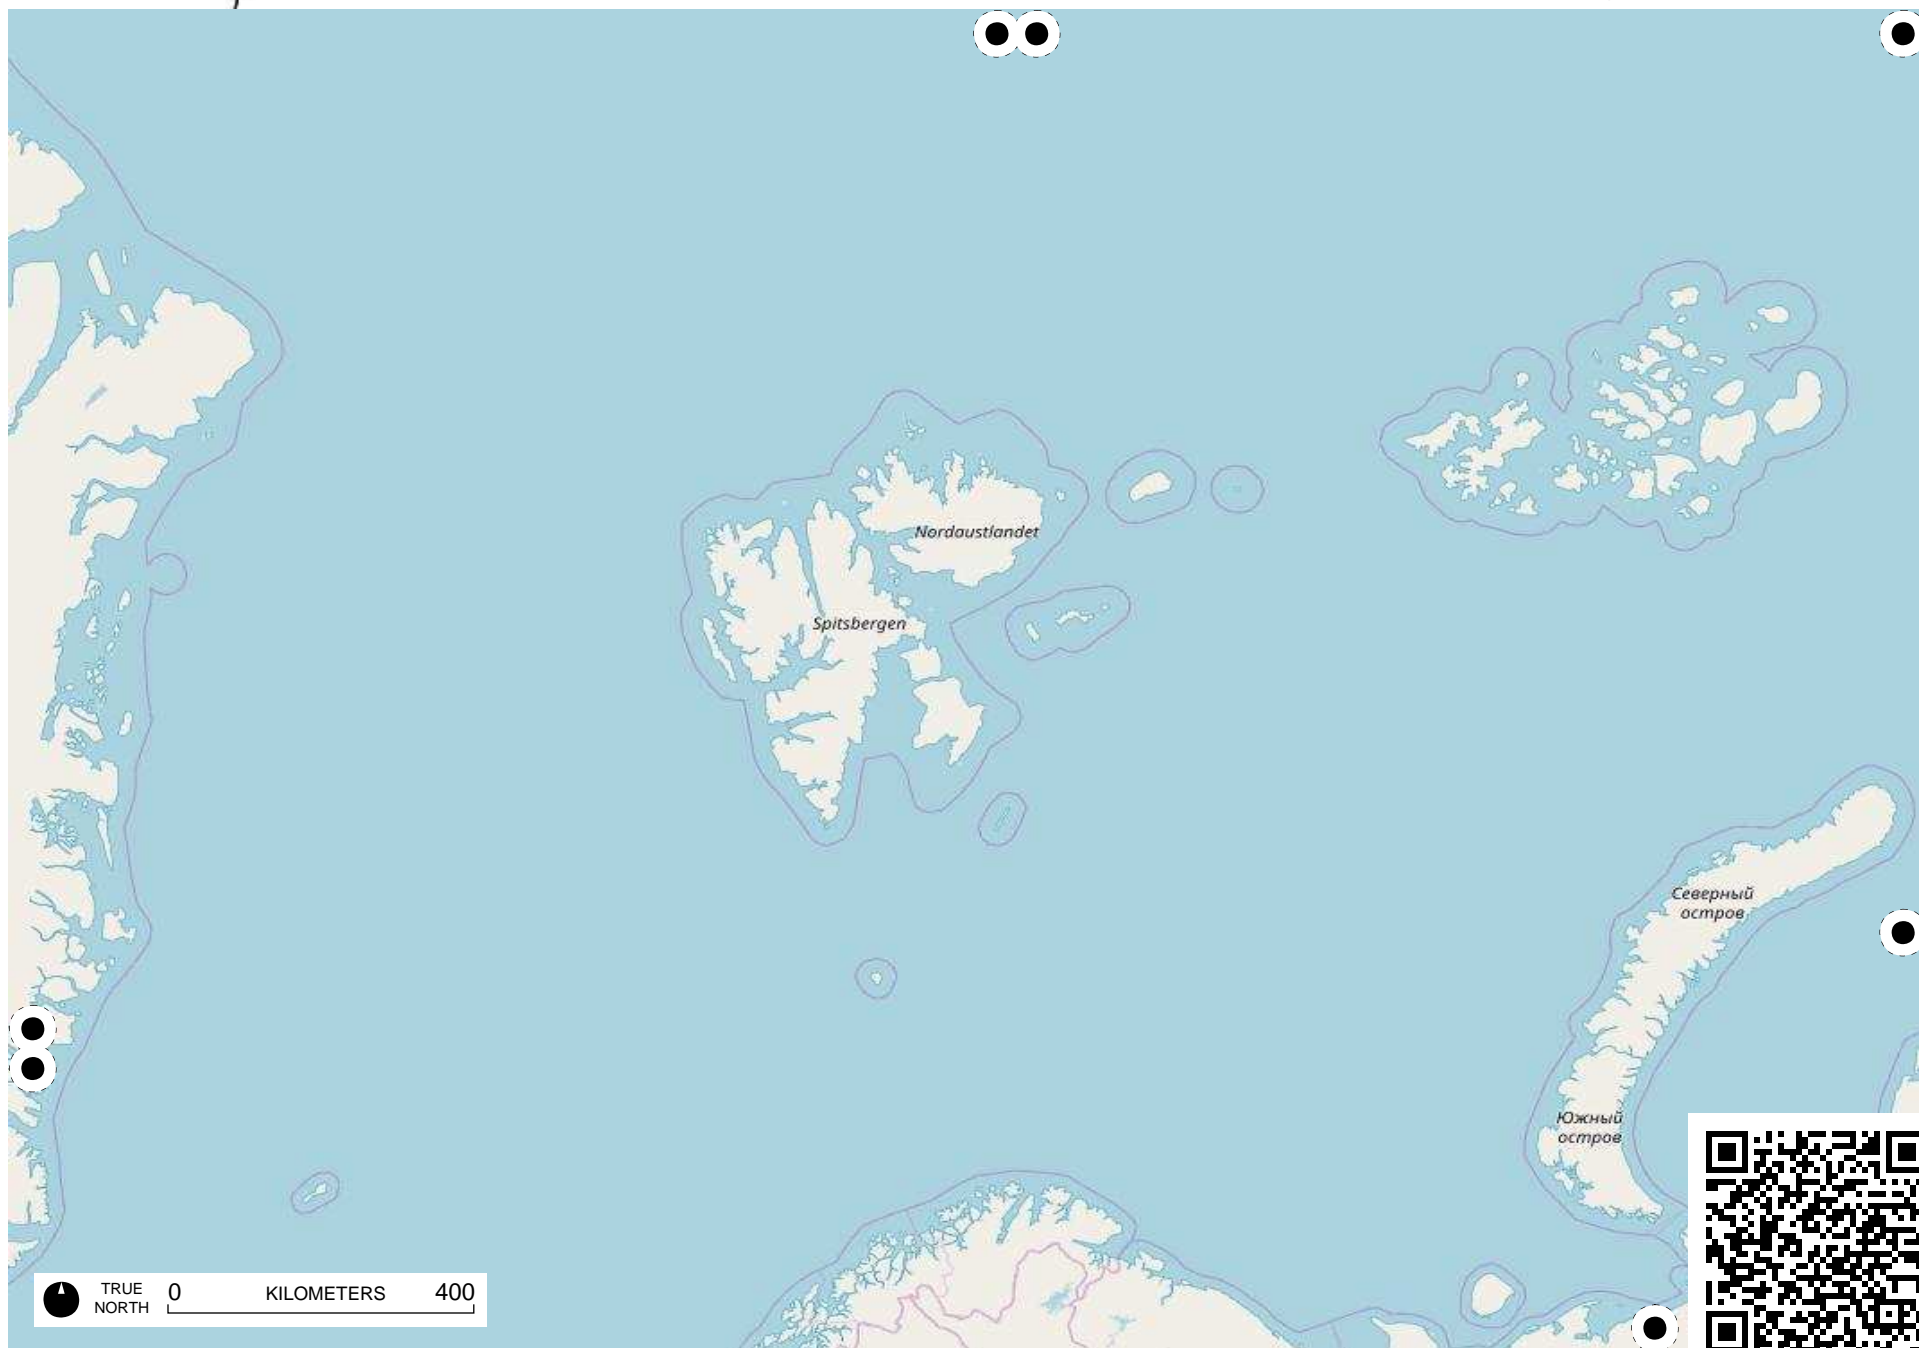 Nordaustlandet
Spitsbergen
Северный
остров
Южный
остров
TRUE
NORTH
0 KILOMETERS 400